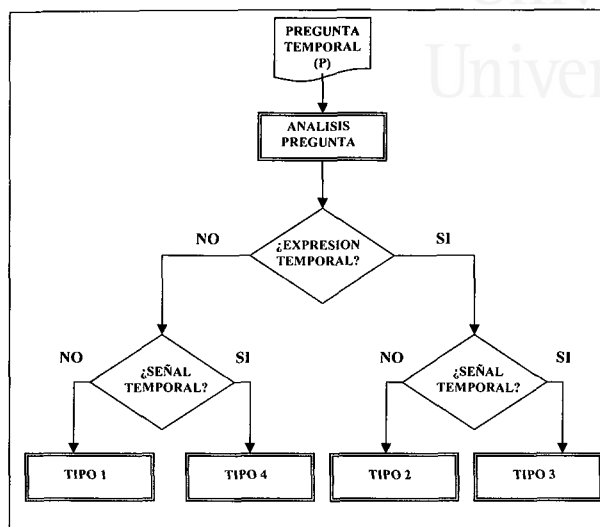 PREGUNTA
TEMPORAL
(P)
Univer
ANALISIS
PREGUNTA
NO
¿EXPRESION
TEMPORAL?
SI
NO
¿SEÑAL
TEMPORAL?
SI
NO
¿SEÑAL
TEMPORAL?
SI
TIPO 1
TIPO 4
TIPO 2
TIPO 3